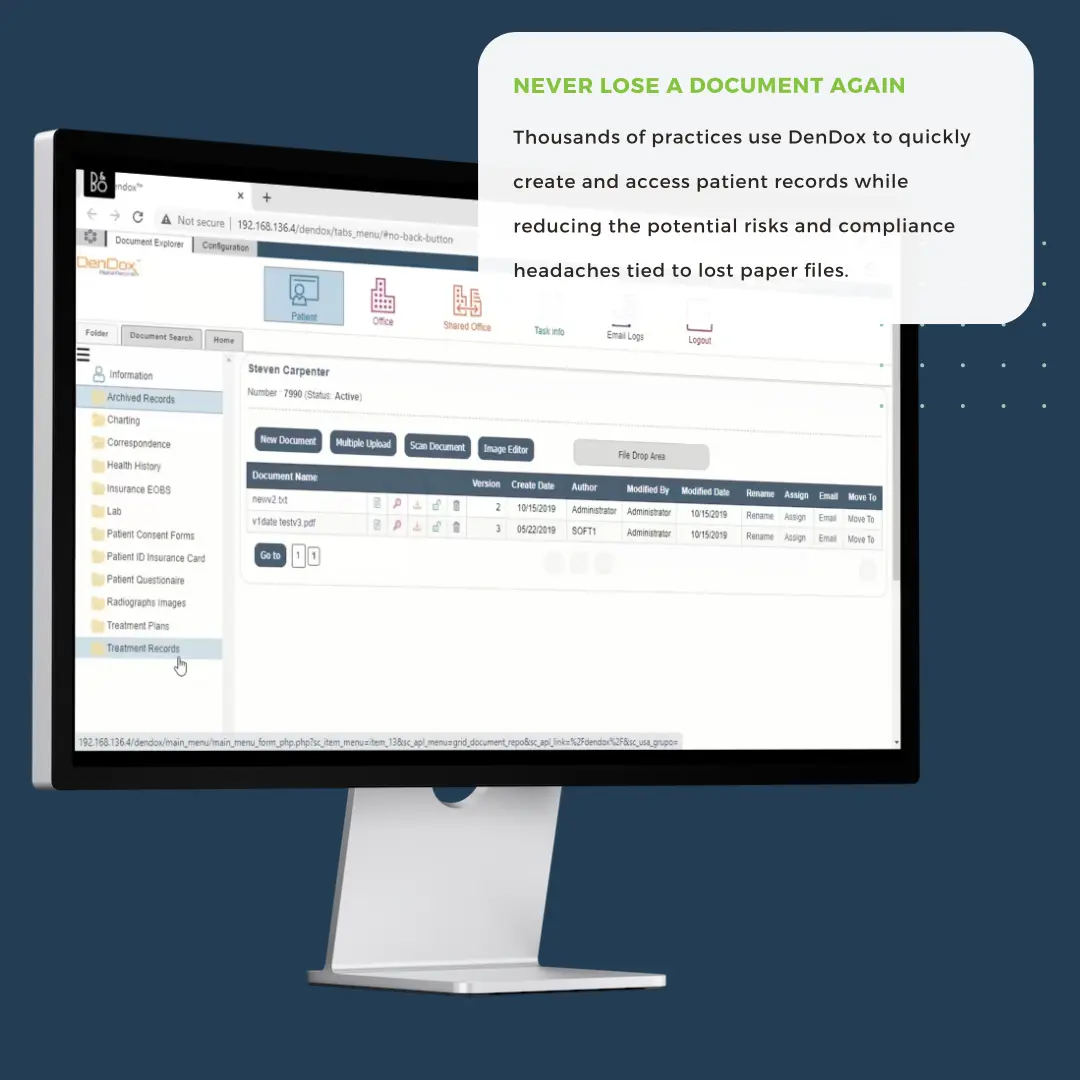 NEVER LOSE A DOCUMENT AGAIN
Thousands of practices use DenDox to quickly
create and access patient records while
reducing the potential risks and compliance
headaches tied to lost paper files.
endox™
Not secure | 192.168.136.4/dendox/tabs_menu/#no-back-button
Document Explorer Configuration
DenDox
Patient Office Shared Office Task Info Email Logs Logout
Folder Document Search Home
Information
Archived Records
Charting
Correspondence
Health History
Insurance EOBS
Lab
Patient Consent Forms
Patient ID Insurance Card
Patient Questionaire
Radiographs Images
Treatment Plans
Treatment Records
Steven Carpenter
Number : 7990 (Status: Active)
New Document Multiple Upload Scan Document Image Editor File Drop Area
Document Name Version Create Date Author Modified By Modified Date Rename Assign Email Move To
newv2.txt 2 10/15/2019 Administrator Administrator 10/15/2019 Rename Assign Email Move To
v1date testv3.pdf 3 05/22/2019 SOFT1 Administrator 10/15/2019 Rename Assign Email Move To
Go to 1 1
192.168.136.4/dendox/main_menu/main_menu_form_php.php?sc_item_menu=item_13&sc_apl_menu=grid_document_repo&sc_apl_link=%2Fdendox%2F&sc_usa_grupo=